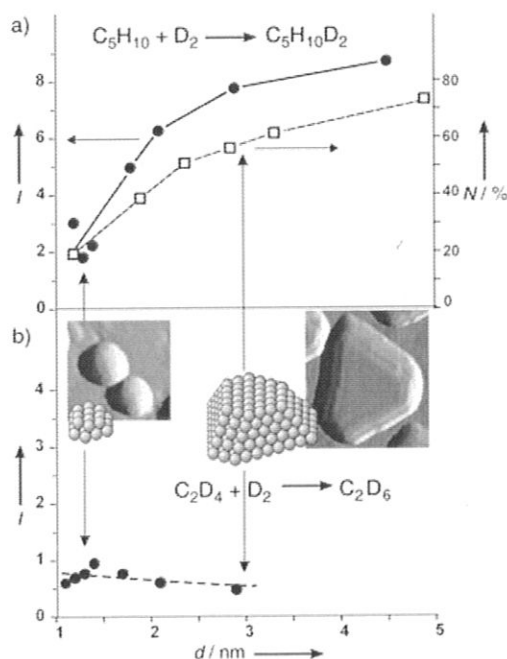 a)
C₅H₁₀ + D₂ ⟶ C₅H₁₀D₂
8
6
4
2
0
I
80
60
40
20
0
N / %
b)
4
3
2
1
0
I
C₂D₄ + D₂ ⟶ C₂D₆
1 2 3 4 5
d / nm ⟶